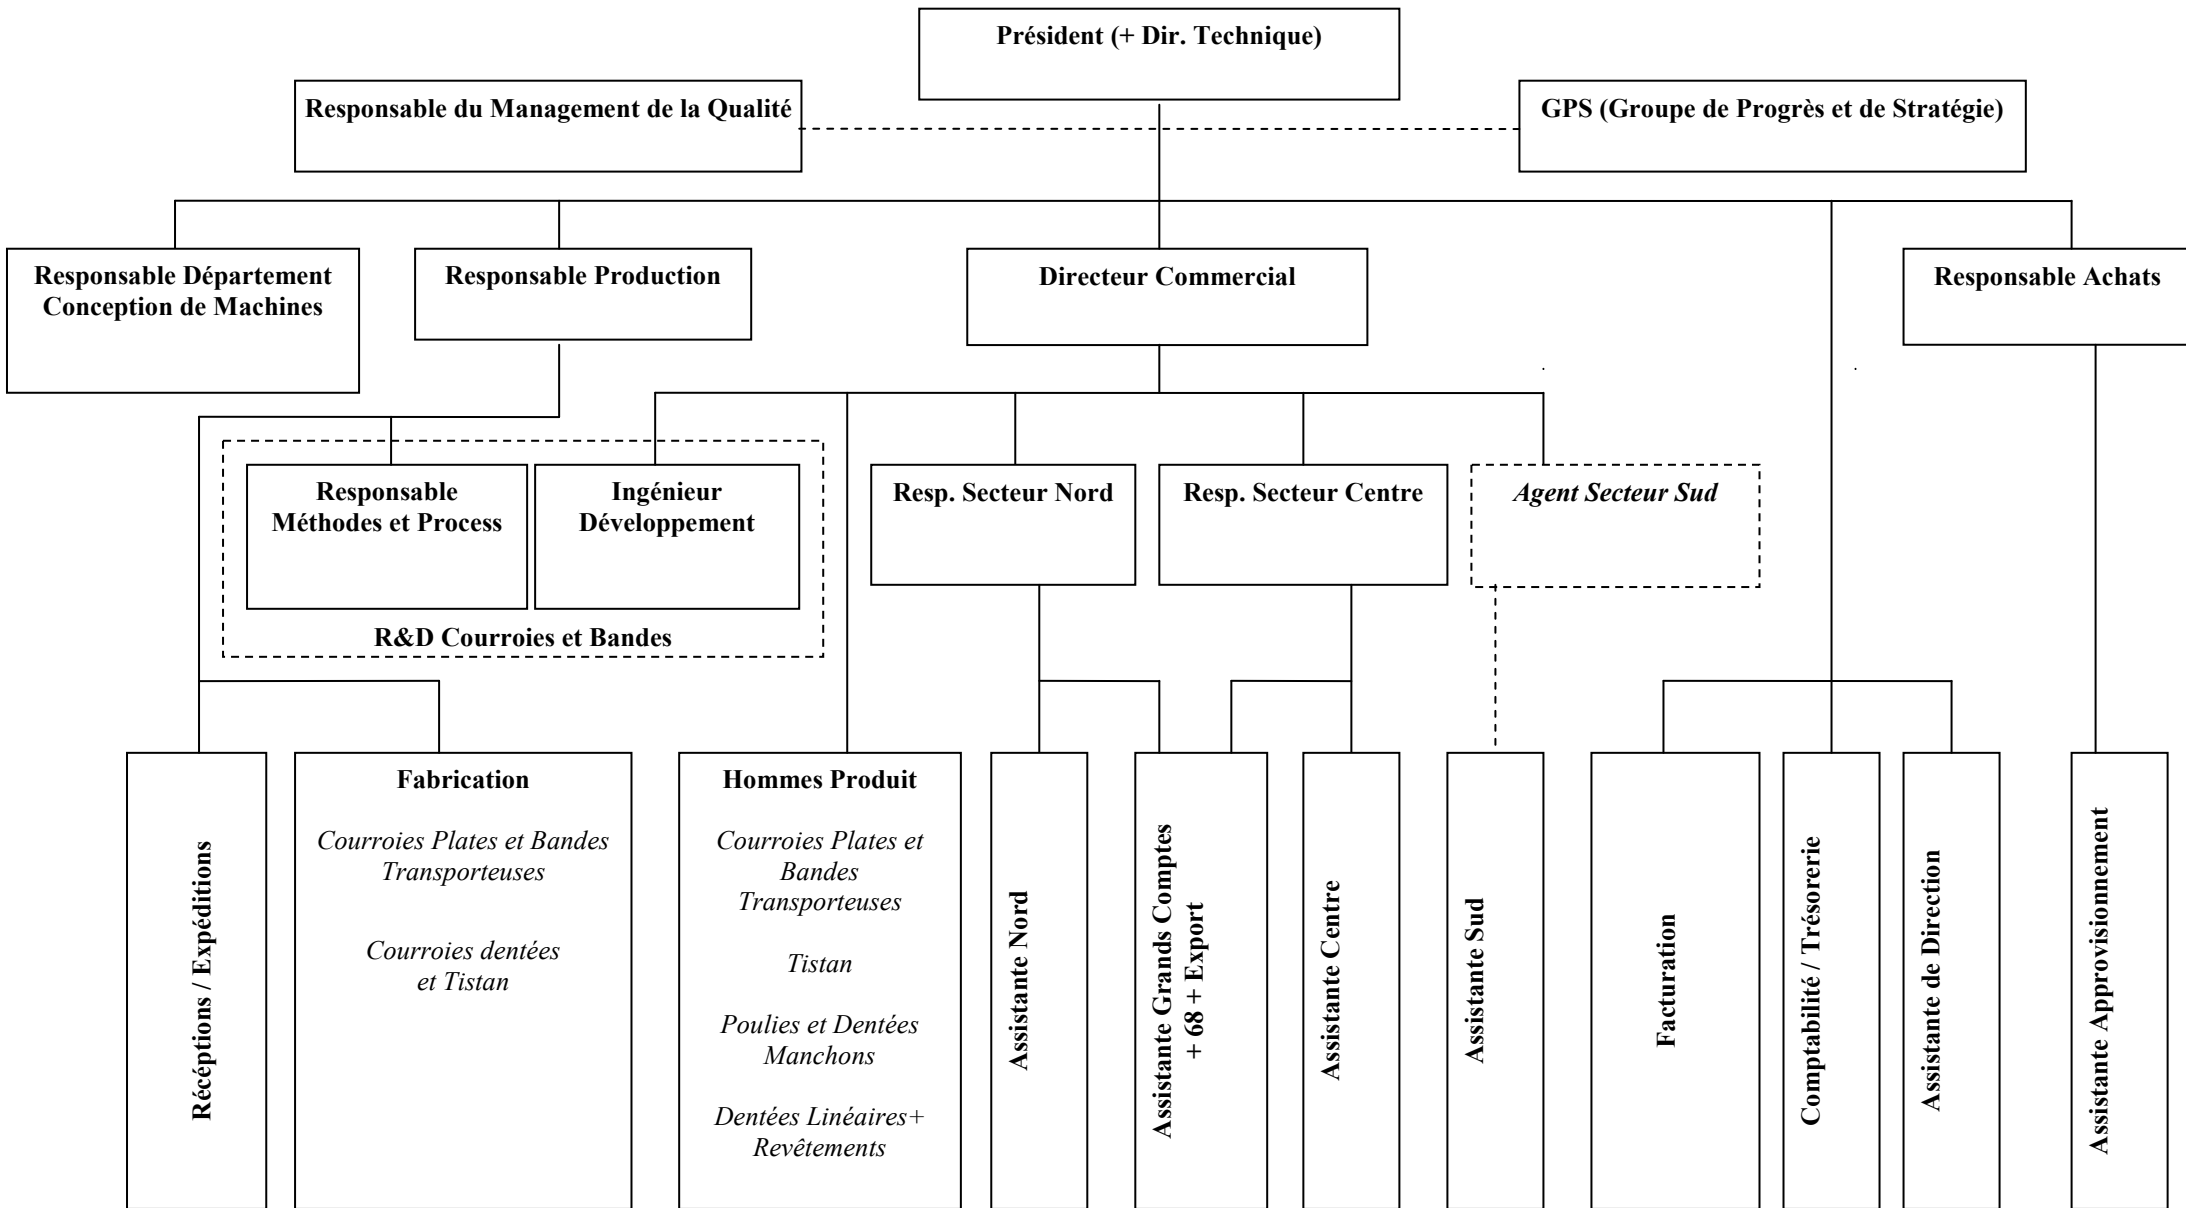 Président (+ Dir. Technique)
Responsable du Management de la Qualité
GPS (Groupe de Progrès et de Stratégie)
Responsable Département
Conception de Machines
Responsable Production
Directeur Commercial
Responsable Achats
Responsable
Méthodes et Process
Ingénieur
Développement
R&D Courroies et Bandes
Resp. Secteur Nord
Resp. Secteur Centre
Agent Secteur Sud
Récéptions / Expéditions
Fabrication
Courroies Plates et Bandes
Transporteuses
Courroies dentées
et Tistan
Hommes Produit
Courroies Plates et
Bandes
Transporteuses
Tistan
Poulies et Dentées
Manchons
Dentées Linéaires+
Revêtements
Assistante Nord
Assistante Grands Comptes
+ 68 + Export
Assistante Centre
Assistante Sud
Facturation
Comptabilité / Trésorerie
Assistante de Direction
Assistante Approvisionnement